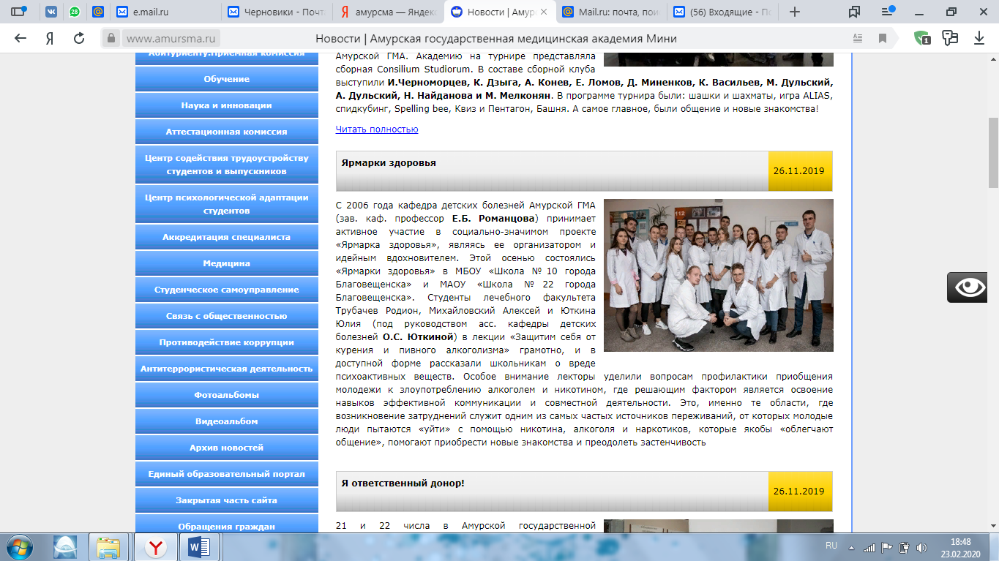 e.mail.ru
Черновики - Почт
амурсма — Яндекс
Новости | Амурс
Mail.ru: почта, пои
(56) Входящие - По
28
www.amursma.ru
Новости | Амурская государственная медицинская академия Мини
1
Абитуриенту.Приемная комиссия
Обучение
Наука и инновации
Аттестационная комиссия
Центр содействия трудоустройству
студентов и выпускников
Центр психологической адаптации
студентов
Аккредитация специалиста
Медицина
Студенческое самоуправление
Связь с общественностью
Противодействие коррупции
Антитеррористическая деятельность
Фотоальбомы
Видеоальбом
Архив новостей
Единый образовательный портал
Закрытая часть сайта
Обращения граждан
Амурской ГМА. Академию на турнире представляла
сборная Consilium Studiorum. В составе сборной клуба
выступили И.Черноморцев, К. Дзыга, А. Конев, Е. Ломов, Д. Миненков, К. Васильев, М. Дульский,
А. Дульский, Н. Найданова и М. Мелконян. В программе турнира были: шашки и шахматы, игра ALIAS,
спидкубинг, Spelling bee, Квиз и Пентагон, Башня. А самое главное, были общение и новые знакомства!
Читать полностью
Ярмарки здоровья
26.11.2019
С 2006 года кафедра детских болезней Амурской ГМА
(зав. каф. профессор Е.Б. Романцова) принимает
активное участие в социально-значимом проекте
«Ярмарка здоровья», являясь ее организатором и
идейным вдохновителем. Этой осенью состоялись
«Ярмарки здоровья» в МБОУ «Школа № 10 города
Благовещенска» и МАОУ «Школа № 22 города
Благовещенска». Студенты лечебного факультета
Трубачев Родион, Михайловский Алексей и Юткина
Юлия (под руководством асс. кафедры детских
болезней О.С. Юткиной) в лекции «Защитим себя от
курения и пивного алкоголизма» грамотно, и в
доступной форме рассказали школьникам о вреде
психоактивных веществ. Особое внимание лекторы уделили вопросам профилактики приобщения
молодежи к злоупотреблению алкоголем и никотином, где решающим фактором является освоение
навыков эффективной коммуникации и совместной деятельности. Это, именно те области, где
возникновение затруднений служит одним из самых частых источников переживаний, от которых молодые
люди пытаются «уйти» с помощью никотина, алкоголя и наркотиков, которые якобы «облегчают
общение», помогают приобрести новые знакомства и преодолеть застенчивость
112
Я ответственный донор!
26.11.2019
21 и 22 числа в Амурской государственной
RU
18:48
23.02.2020